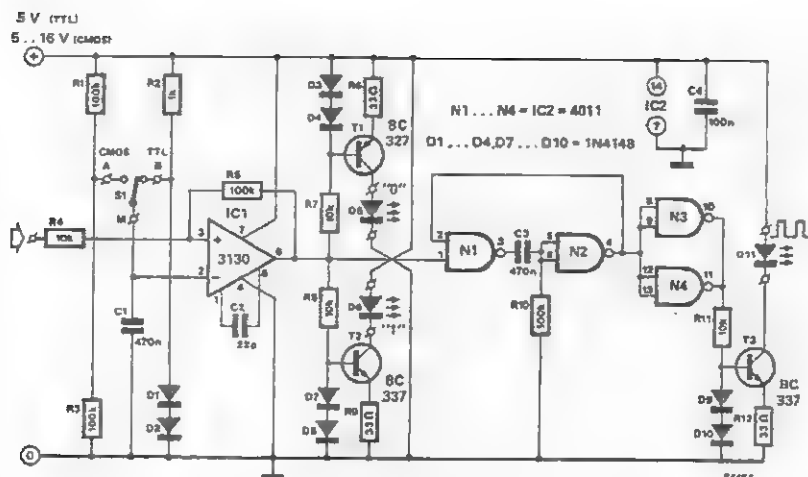 5 V (TTL)
5 . . 16 V (CMOS)
+
R1
100k
R2
1k
CMOS
A
TTL
B
S1
M
R4
10k
R5
100k
IC1
3130
3
2
7
6
4
1
8
C1
470n
C2
R3
100k
D1
D2
D3
D4
R6
33Ω
T1
BC
327
R7
10k
"0"
D5
R8
10k
D6
"1"
T2
BC
337
D7
D8
R9
33Ω
N1 . . . N4 = IC2 = 4011
D1 . . . D4, D7 . . . D10 = 1N4148
14
IC2
7
C4
100n
2
1
N1
3
C3
470n
5
6
N2
4
R10
100k
8
9
N3
10
12
13
N4
11
R11
10k
D11
T3
BC
337
D9
D10
R12
33Ω
0